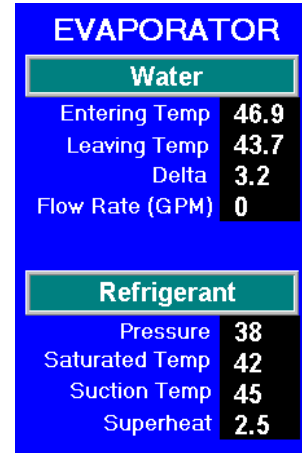 EVAPORATOR
Water
Entering Temp 46.9
Leaving Temp 43.7
Delta 3.2
Flow Rate (GPM) 0
Refrigerant
Pressure 38
Saturated Temp 42
Suction Temp 45
Superheat 2.5